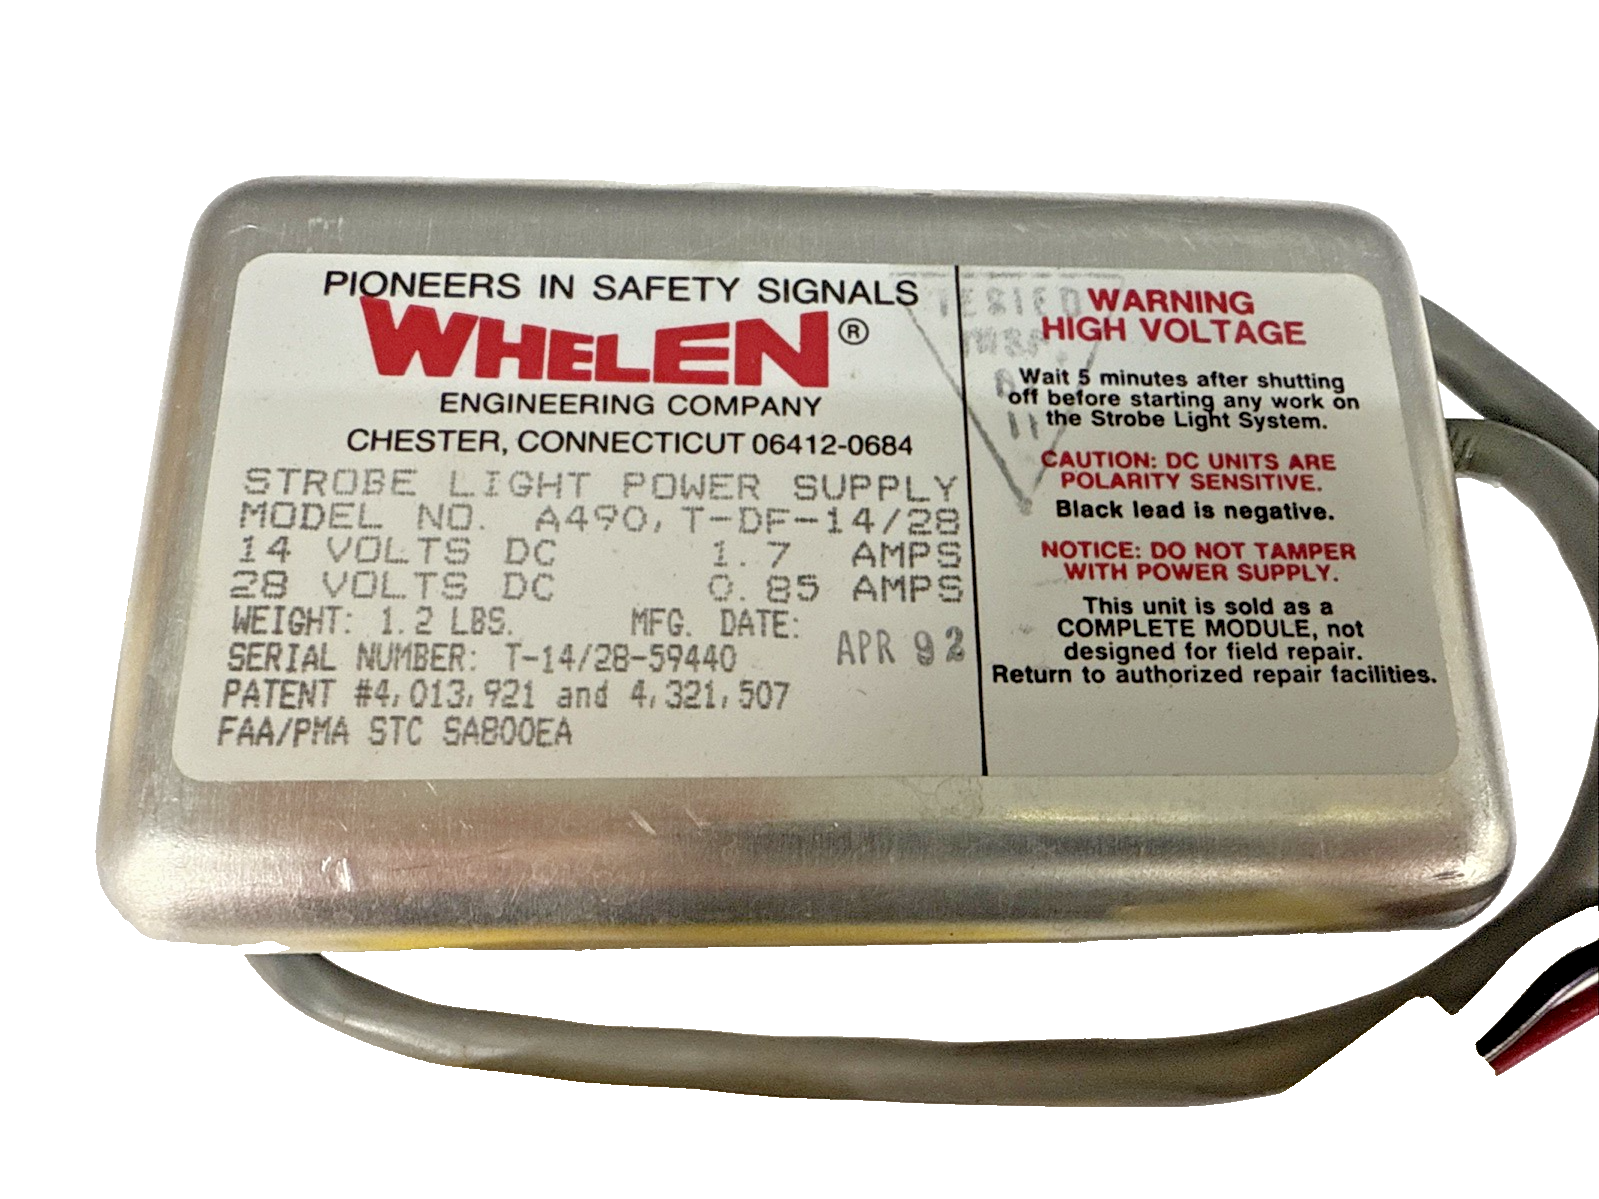 PIONEERS IN SAFETY SIGNALS
WHELEN®
ENGINEERING COMPANY
CHESTER, CONNECTICUT 06412-0684
STROBE LIGHT POWER SUPPLY
MODEL NO. A490, T-DF-14/28
14 VOLTS DC 1.7 AMPS
28 VOLTS DC 0.85 AMPS
WEIGHT: 1.2 LBS. MFG. DATE:
APR 92
SERIAL NUMBER: T-14/28-59440
PATENT #4,013,921 and 4,321,507
FAA/PMA STC SA800EA
TESTED
WARNING
HIGH VOLTAGE
Wait 5 minutes after shutting
off before starting any work on
the Strobe Light System.
CAUTION: DC UNITS ARE
POLARITY SENSITIVE.
Black lead is negative.
NOTICE: DO NOT TAMPER
WITH POWER SUPPLY.
This unit is sold as a
COMPLETE MODULE, not
designed for field repair.
Return to authorized repair facilities.